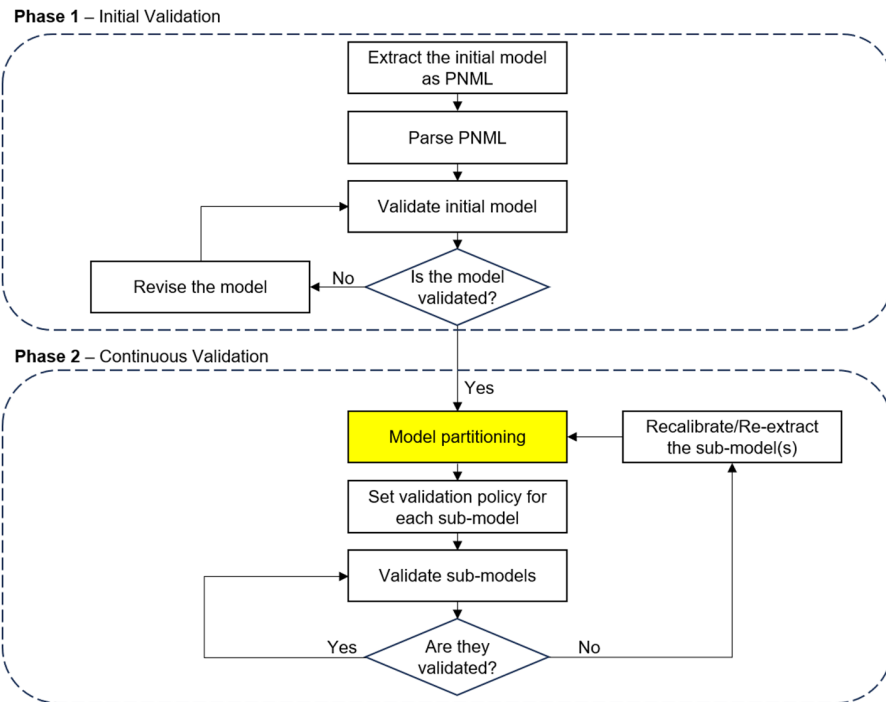 Phase 1 – Initial Validation
Extract the initial model
as PNML
Parse PNML
Validate initial model
Is the model
validated?
No
Revise the model
Phase 2 – Continuous Validation
Yes
Model partitioning
Recalibrate/Re-extract
the sub-model(s)
Set validation policy for
each sub-model
Validate sub-models
Are they
validated?
Yes
No